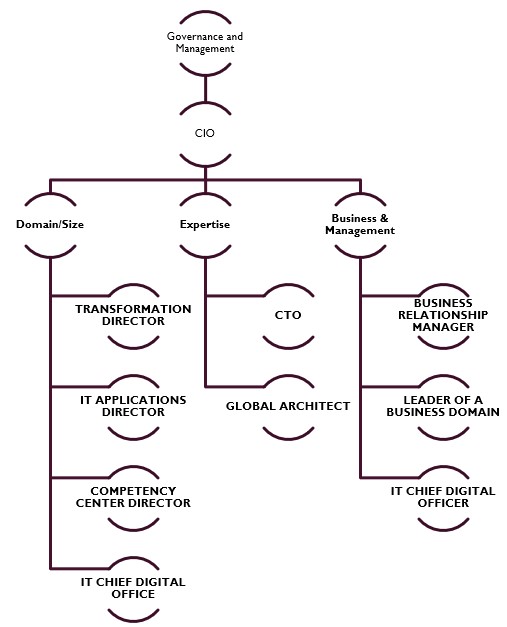 Governance and
Management
CIO
Domain/Size
Expertise
Business &
Management
TRANSFORMATION
DIRECTOR
CTO
BUSINESS
RELATIONSHIP
MANAGER
IT APPLICATIONS
DIRECTOR
GLOBAL ARCHITECT
LEADER OF A
BUSINESS DOMAIN
COMPETENCY
CENTER DIRECTOR
IT CHIEF DIGITAL
OFFICER
IT CHIEF DIGITAL
OFFICE